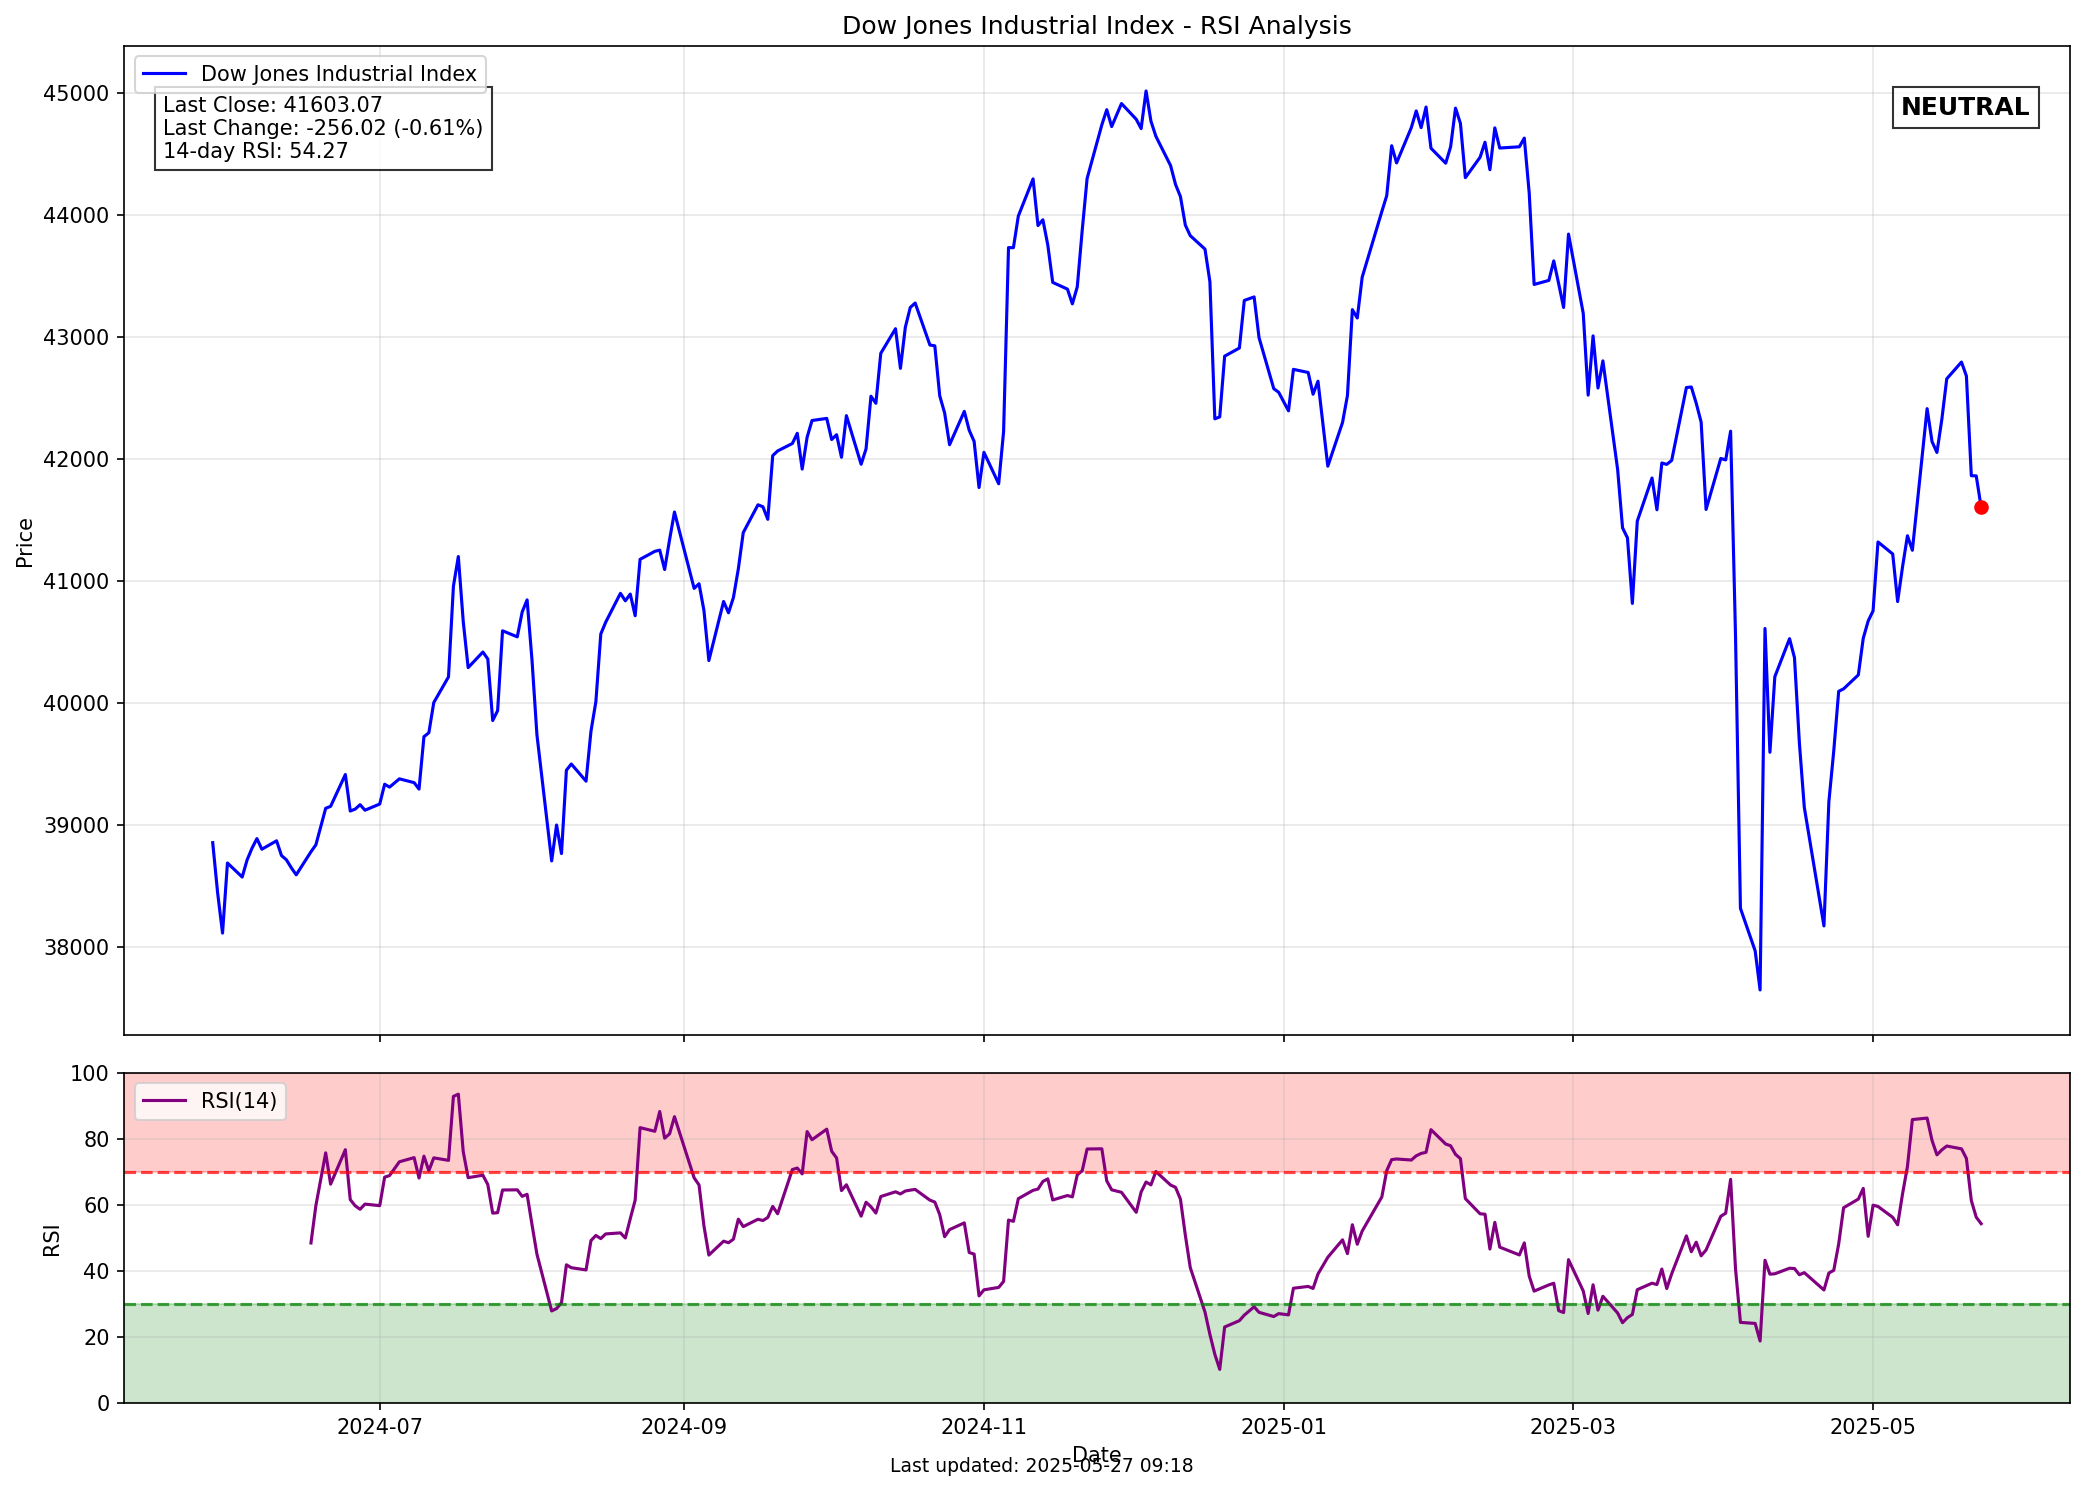 Dow Jones Industrial Index - RSI Analysis
Dow Jones Industrial Index
Last Close: 41603.07
Last Change: -256.02 (-0.61%)
14-day RSI: 54.27
NEUTRAL
45000
44000
43000
42000
41000
40000
39000
38000
Price
RSI(14)
100
80
60
40
20
0
RSI
2024-07
2024-09
2024-11
2025-01
2025-03
2025-05
Date
Last updated: 2025-05-27 09:18